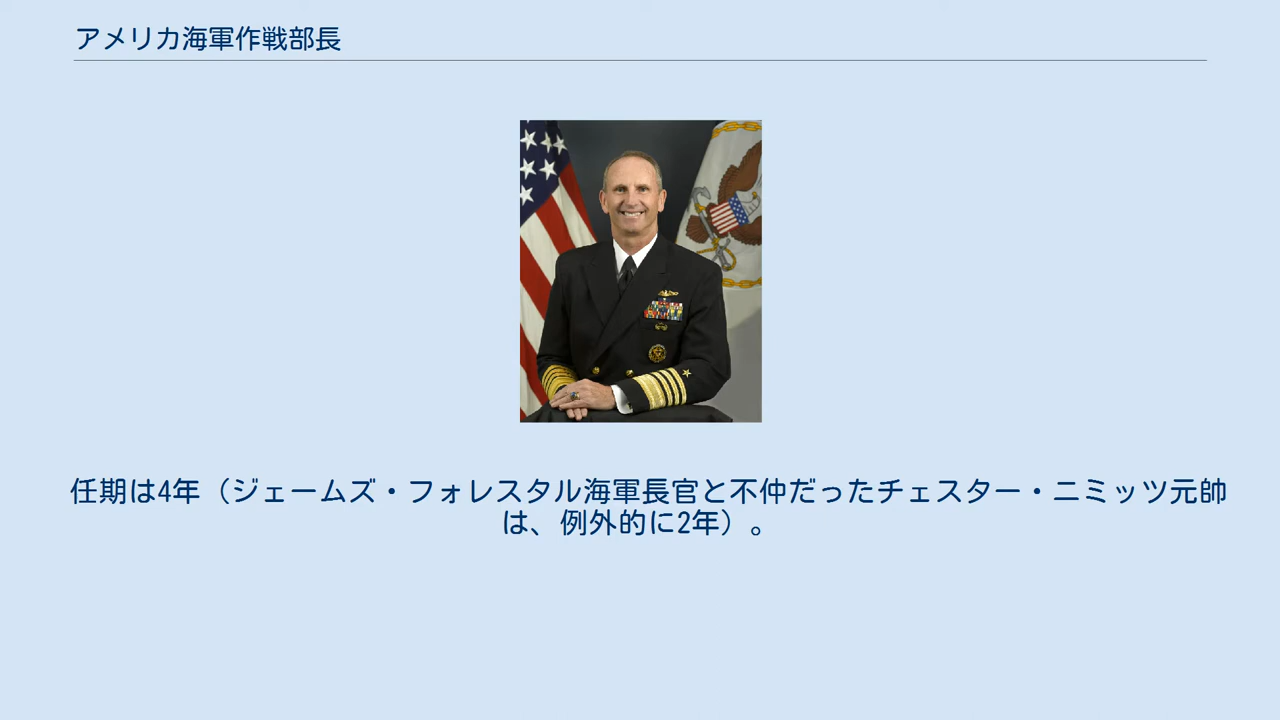 アメリカ海軍作戦部長
任期は4年（ジェームズ・フォレスタル海軍長官と不仲だったチェスター・ニミッツ元帥
は、例外的に2年）。